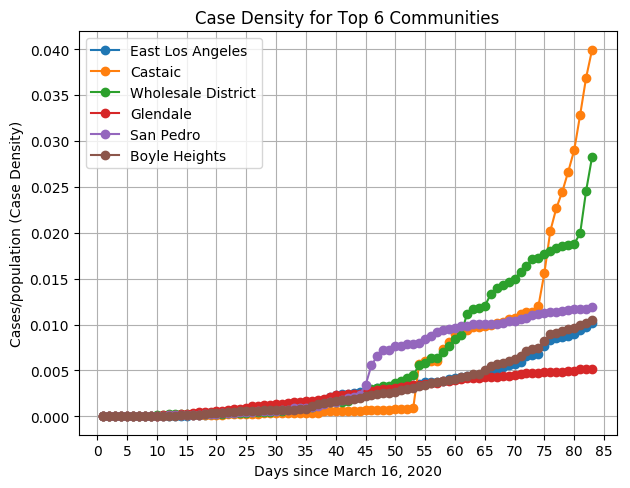 Case Density for Top 6 Communities
East Los Angeles
Castaic
Wholesale District
Glendale
San Pedro
Boyle Heights
Cases/population (Case Density)
0.040
0.035
0.030
0.025
0.020
0.015
0.010
0.005
0.000
0 5 10 15 20 25 30 35 40 45 50 55 60 65 70 75 80 85
Days since March 16, 2020